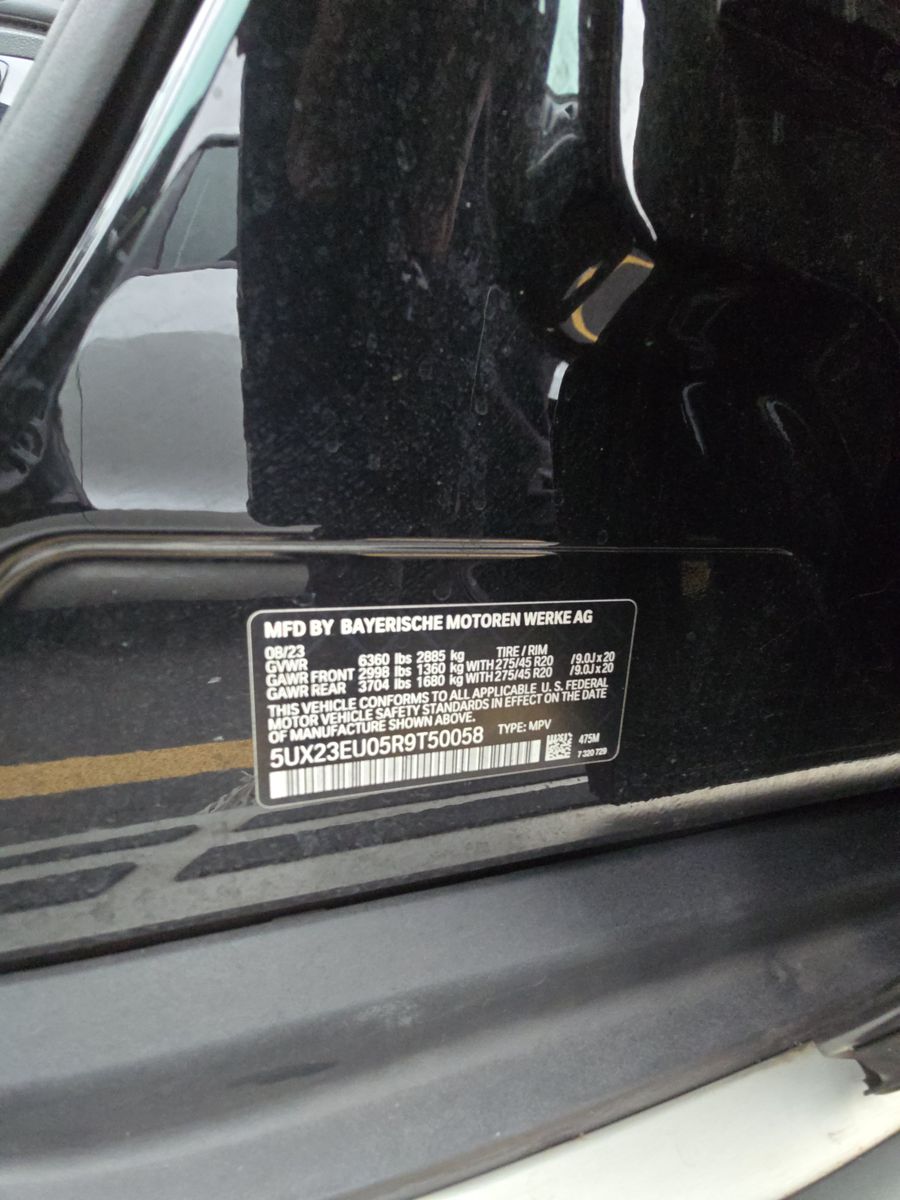 MFD BY BAYERISCHE MOTOREN WERKE AG
08/23 TIRE / RIM
GVWR 6360 lbs 2885 kg
GAWR FRONT 2998 lbs 1360 kg WITH 275/45 R20 / 9.0J x 20
GAWR REAR 3704 lbs 1680 kg WITH 275/45 R20 / 9.0J x 20
THIS VEHICLE CONFORMS TO ALL APPLICABLE U.S. FEDERAL
MOTOR VEHICLE SAFETY STANDARDS IN EFFECT ON THE DATE
OF MANUFACTURE SHOWN ABOVE.
5UX23EU05R9T50058 TYPE: MPV
475M
7 320 729